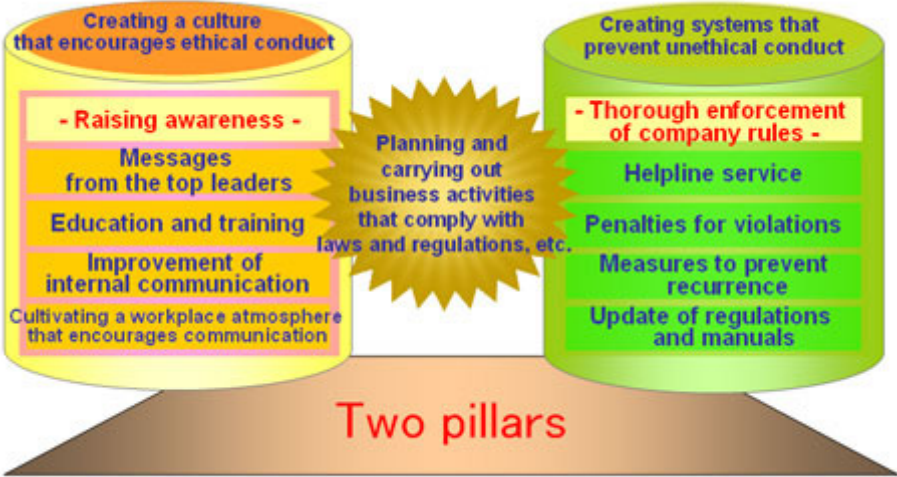 Creating a culture
that encourages ethical conduct
- Raising awareness -
Messages
from the top leaders
Education and training
Improvement of
internal communication
Cultivating a workplace atmosphere
that encourages communication
Planning and
carrying out
business activities
that comply with
laws and regulations, etc.
Creating systems that
prevent unethical conduct
- Thorough enforcement
of company rules -
Helpline service
Penalties for violations
Measures to prevent
recurrence
Update of regulations
and manuals
Two pillars